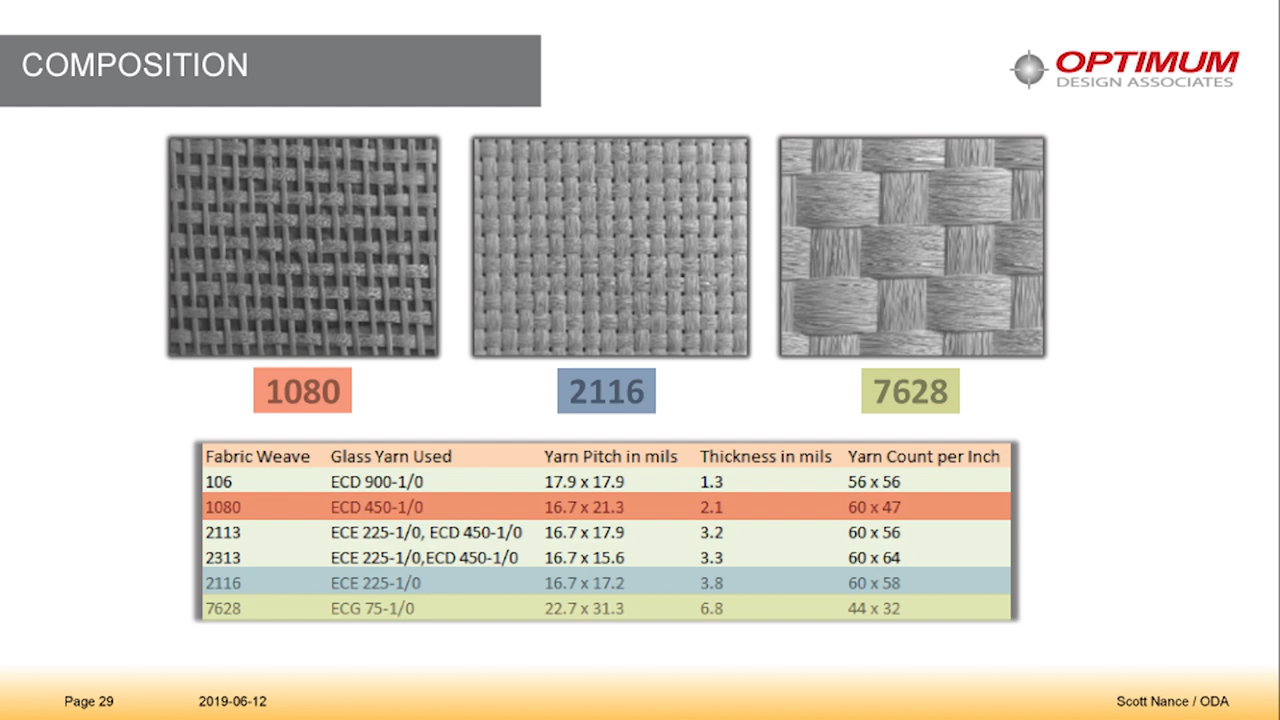 COMPOSITION
OPTIMUM
DESIGN ASSOCIATES
1080 2116 7628
Fabric Weave Glass Yarn Used Yarn Pitch in mils Thickness in mils Yarn Count per Inch
106 ECD 900-1/0 17.9 x 17.9 1.3 56 x 56
1080 ECD 450-1/0 16.7 x 21.3 2.1 60 x 47
2113 ECE 225-1/0, ECD 450-1/0 16.7 x 17.9 3.2 60 x 56
2313 ECE 225-1/0,ECD 450-1/0 16.7 x 15.6 3.3 60 x 64
2116 ECE 225-1/0 16.7 x 17.2 3.8 60 x 58
7628 ECG 75-1/0 22.7 x 31.3 6.8 44 x 32
Page 29 2019-06-12 Scott Nance / ODA